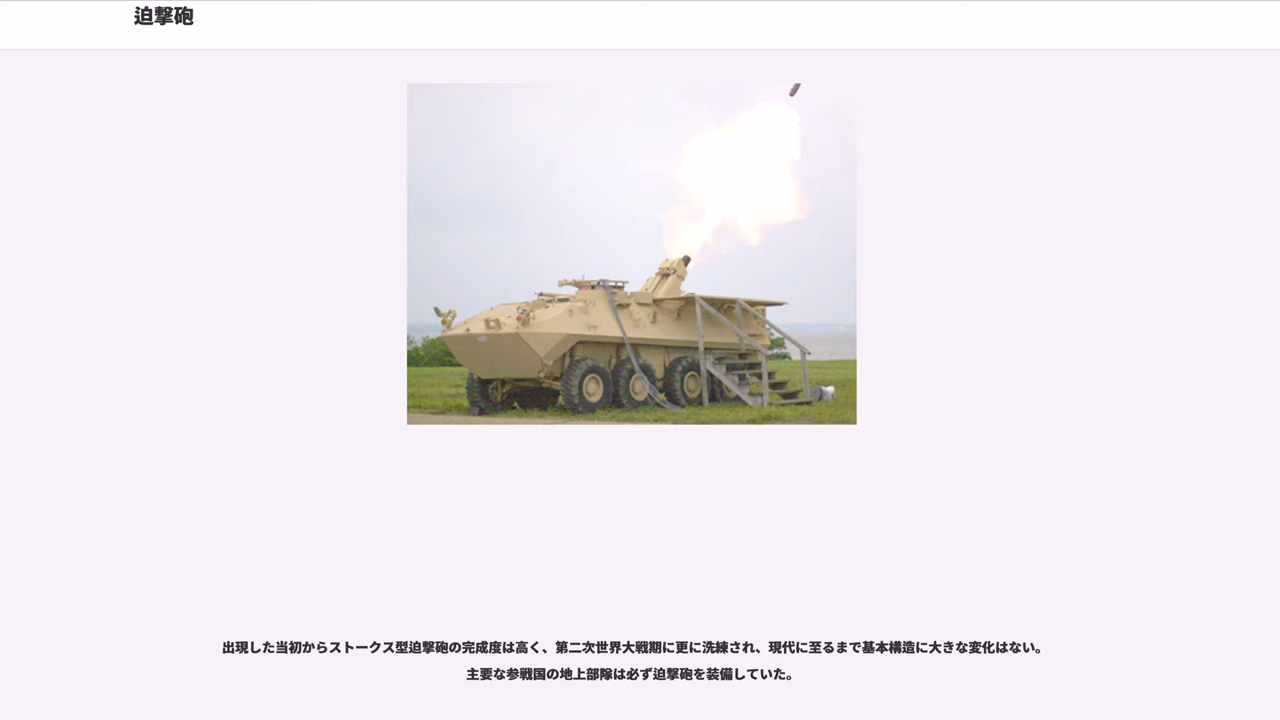 迫撃砲
出現した当初からストークス型迫撃砲の完成度は高く、第二次世界大戦期に更に洗練され、現代に至るまで基本構造に大きな変化はない。
主要な参戦国の地上部隊は必ず迫撃砲を装備していた。